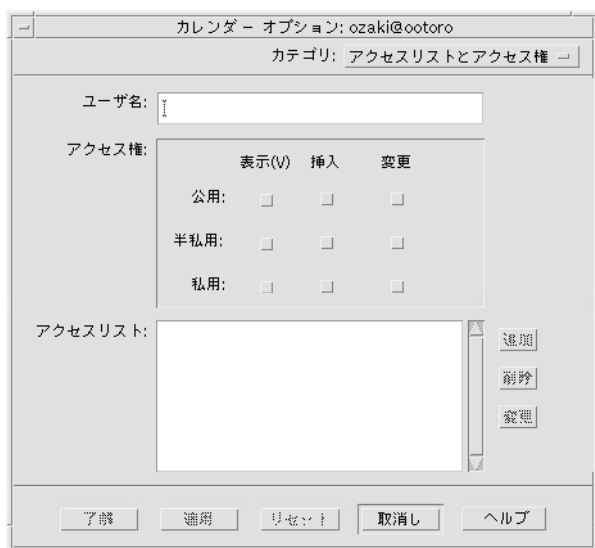 カレンダ − オプション: ozaki@ootoro
カテゴリ: アクセスリストとアクセス権
ユーザ名:
アクセス権:
表示(V) 挿入 変更
公用:
半私用:
私用:
アクセスリスト:
追加
削除
変更
了解 適用 リセット 取消し ヘルプ